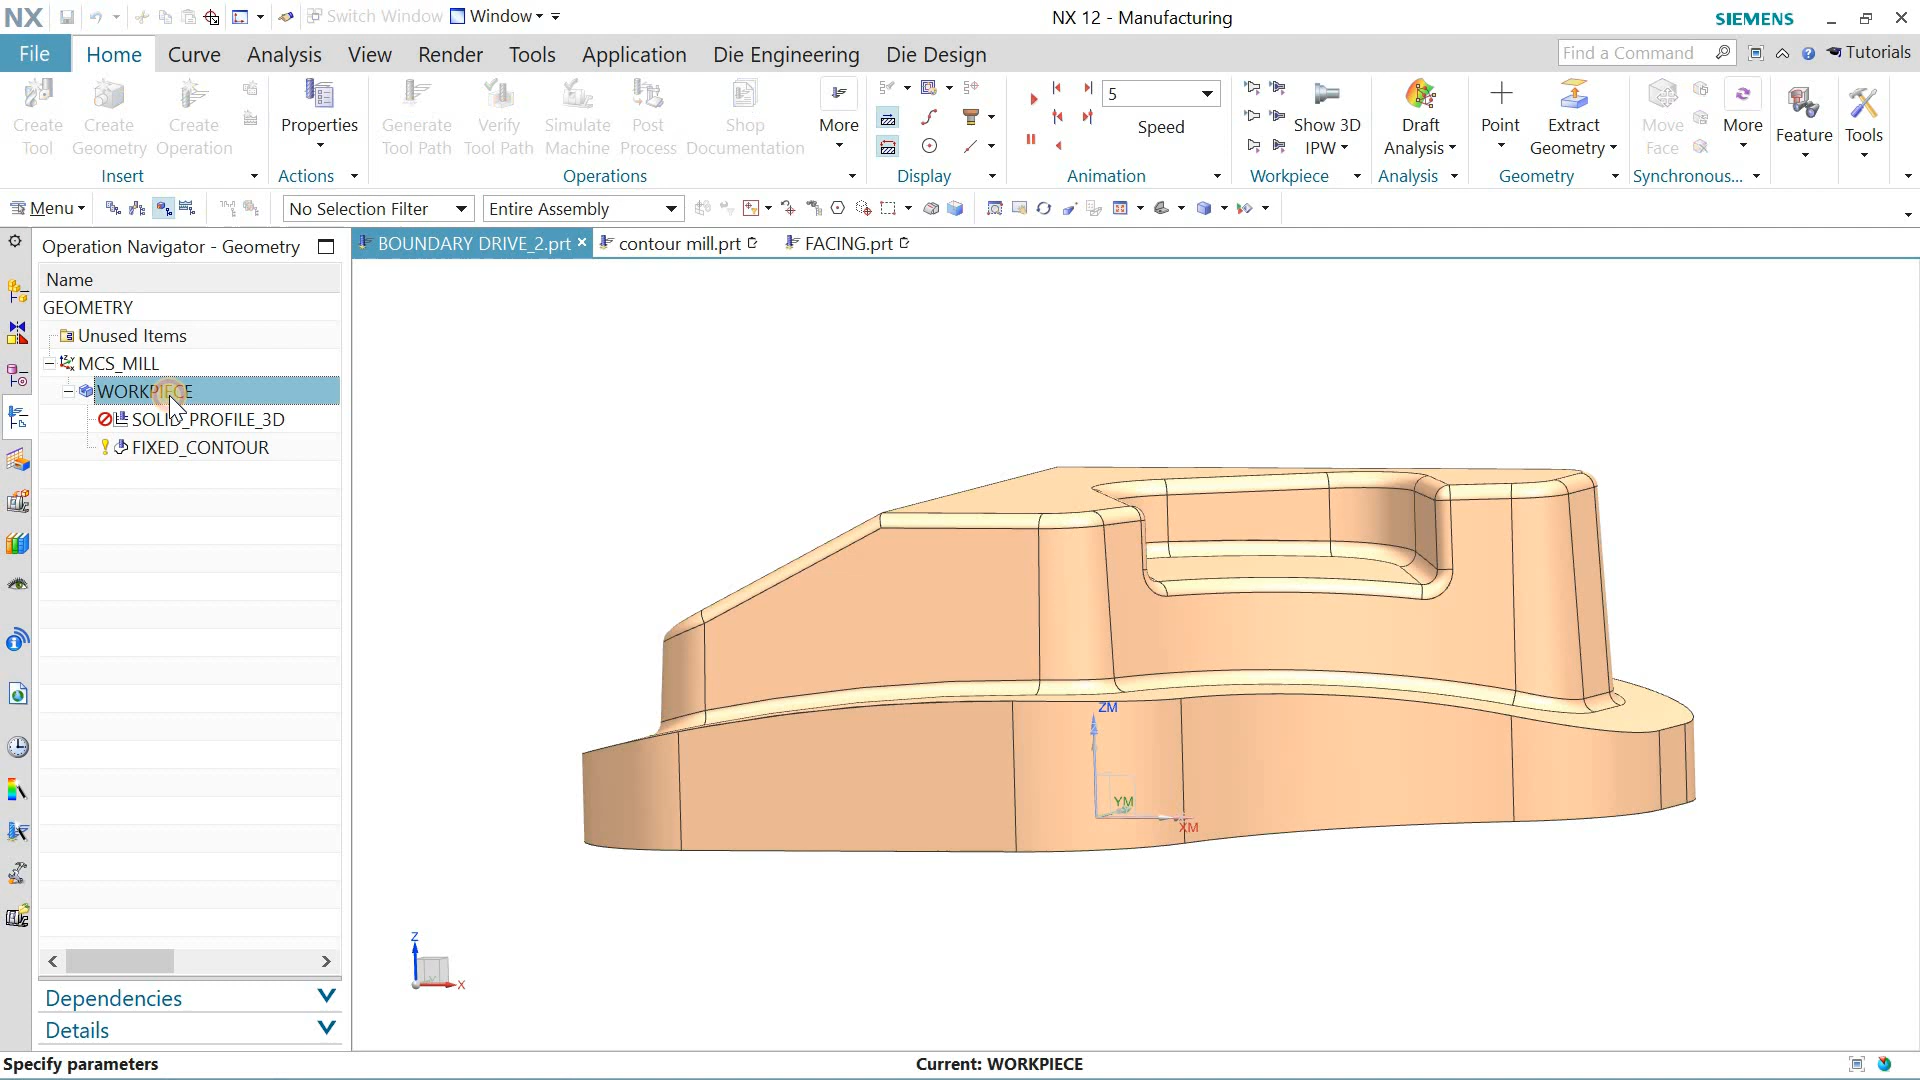 NX Switch Window Window NX 12 - Manufacturing SIEMENS
File Home Curve Analysis View Render Tools Application Die Engineering Die Design Find a Command Tutorials
Create Tool
Create Geometry
Create Operation
Insert
Properties
Actions
Generate Tool Path
Verify Tool Path
Simulate Machine
Post Process
Shop Documentation
More
Operations
Display
5
Speed
Animation
Show 3D IPW
Workpiece
Draft Analysis
Analysis
Point
Extract Geometry
Geometry
Move Face
More
Synchronous...
Feature
Tools
Menu No Selection Filter Entire Assembly
Operation Navigator - Geometry
BOUNDARY DRIVE_2.prt contour mill.prt FACING.prt
Name
GEOMETRY
Unused Items
MCS_MILL
WORKPIECE
SOLID_PROFILE_3D
FIXED_CONTOUR
ZM
YM
XM
Z
X
Dependencies
Details
Specify parameters Current: WORKPIECE